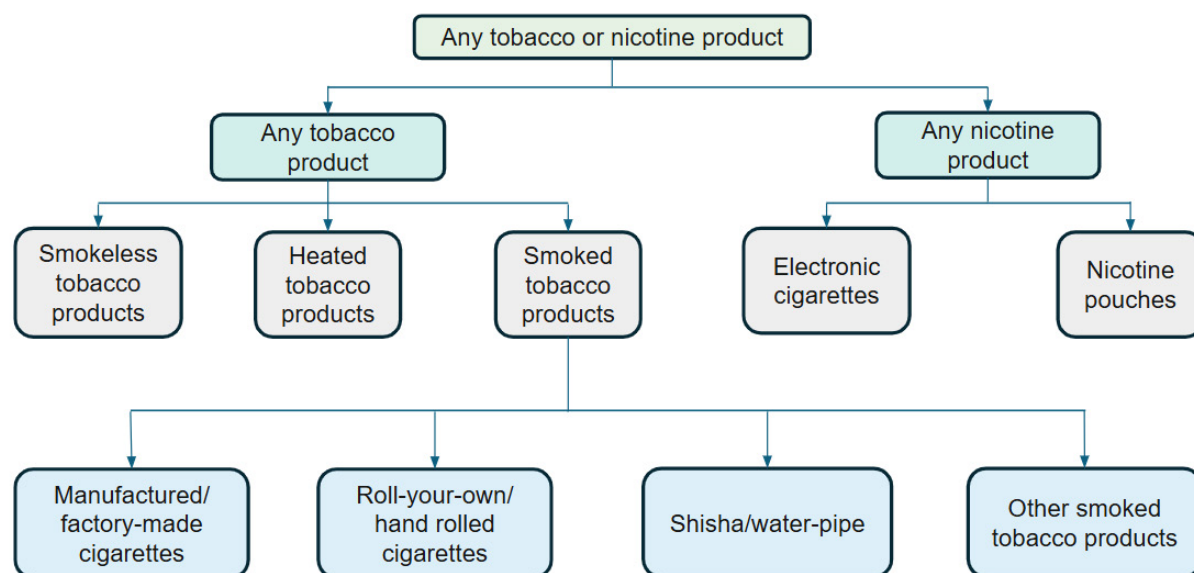 Any tobacco or nicotine product
Any tobacco
product
Any nicotine
product
Smokeless
tobacco
products
Heated
tobacco
products
Smoked
tobacco
products
Electronic
cigarettes
Nicotine
pouches
Manufactured/
factory-made
cigarettes
Roll-your-own/
hand rolled
cigarettes
Shisha/water-pipe
Other smoked
tobacco products